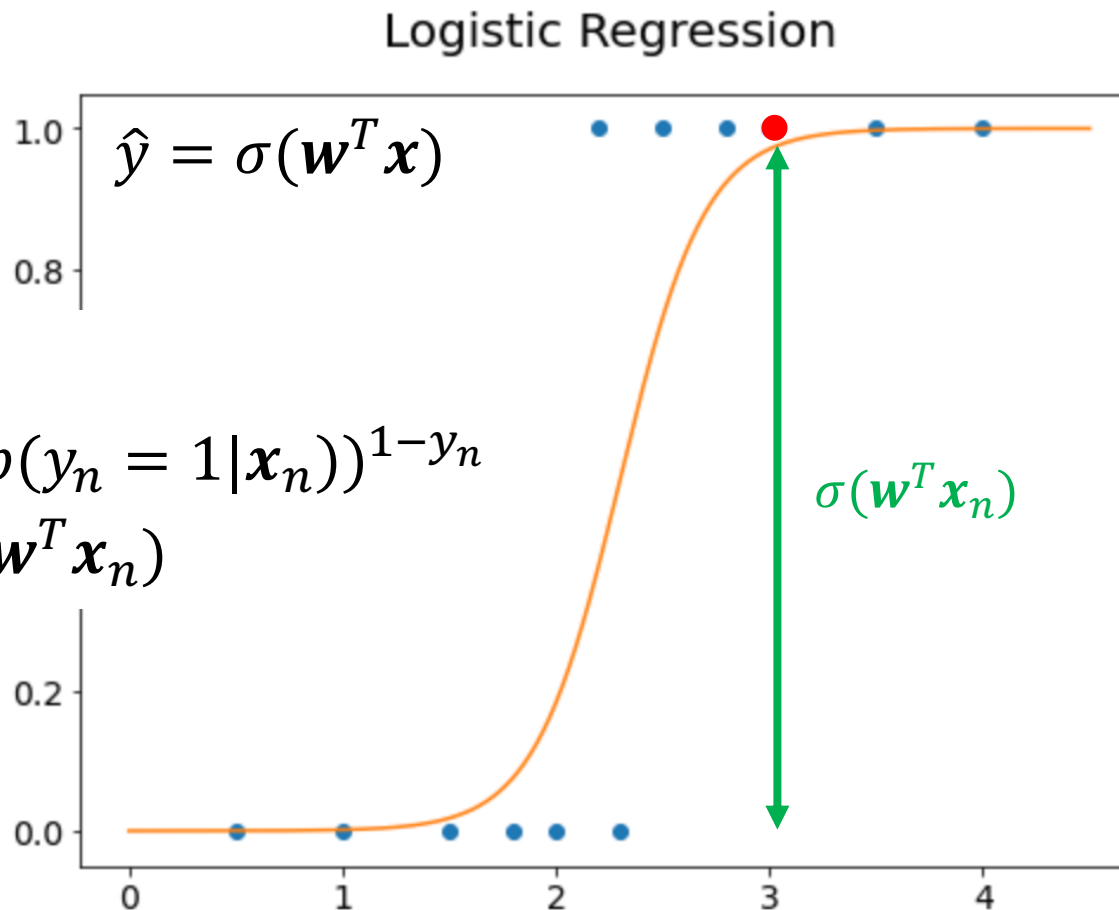 Logistic Regression
1.0
ŷ = σ(𝒘ᵀ𝒙)
0.8
p(yₙ = 1|𝒙ₙ))¹⁻ʸₙ
σ(𝒘ᵀ𝒙ₙ)
𝒘ᵀ𝒙ₙ)
0.2
0.0
0 1 2 3 4